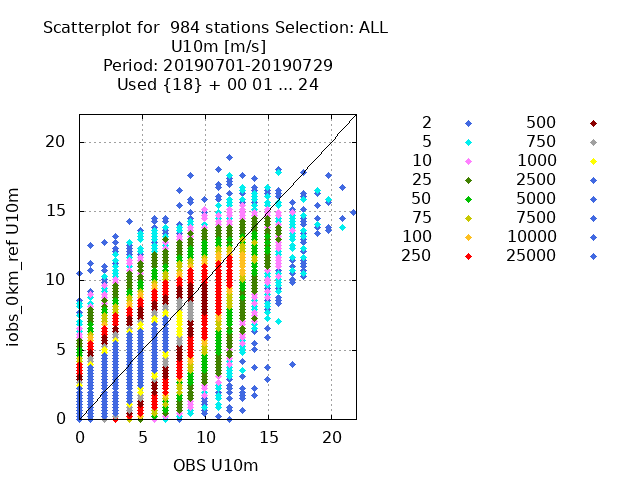 Scatterplot for  984 stations Selection: ALL
U10m [m/s]
Period: 20190701-20190729
Used {18} + 00 01 ... 24
20
15
10
5
0
0 5 10 15 20
iobs_0km_ref U10m
OBS U10m
2 500
5 750
10 1000
25 2500
50 5000
75 7500
100 10000
250 25000